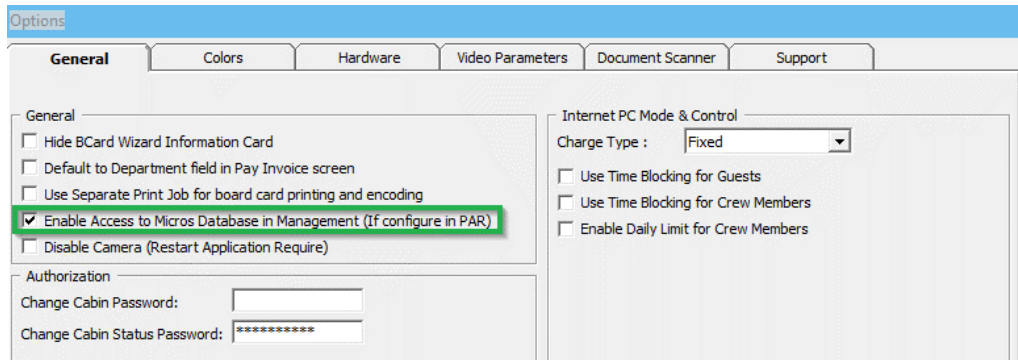 Options
General Colors Hardware Video Parameters Document Scanner Support
General
Hide BCard Wizard Information Card
Default to Department field in Pay Invoice screen
Use Separate Print Job for board card printing and encoding
Enable Access to Micros Database in Management (If configure in PAR)
Disable Camera (Restart Application Require)
Authorization
Change Cabin Password:
Change Cabin Status Password: **********
Internet PC Mode & Control
Charge Type : Fixed
Use Time Blocking for Guests
Use Time Blocking for Crew Members
Enable Daily Limit for Crew Members